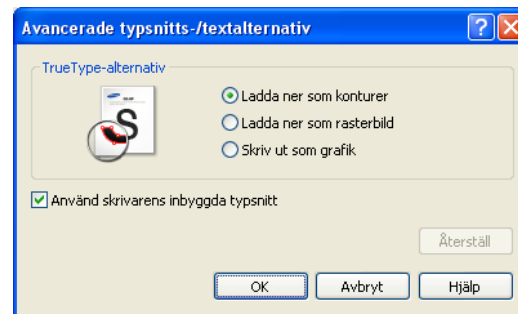 Avancerade typsnitts-/textalternativ
TrueType-alternativ
Ladda ner som konturer
Ladda ner som rasterbild
Skriv ut som grafik
S
Använd skrivarens inbyggda typsnitt
Återställ
OK Avbryt Hjälp